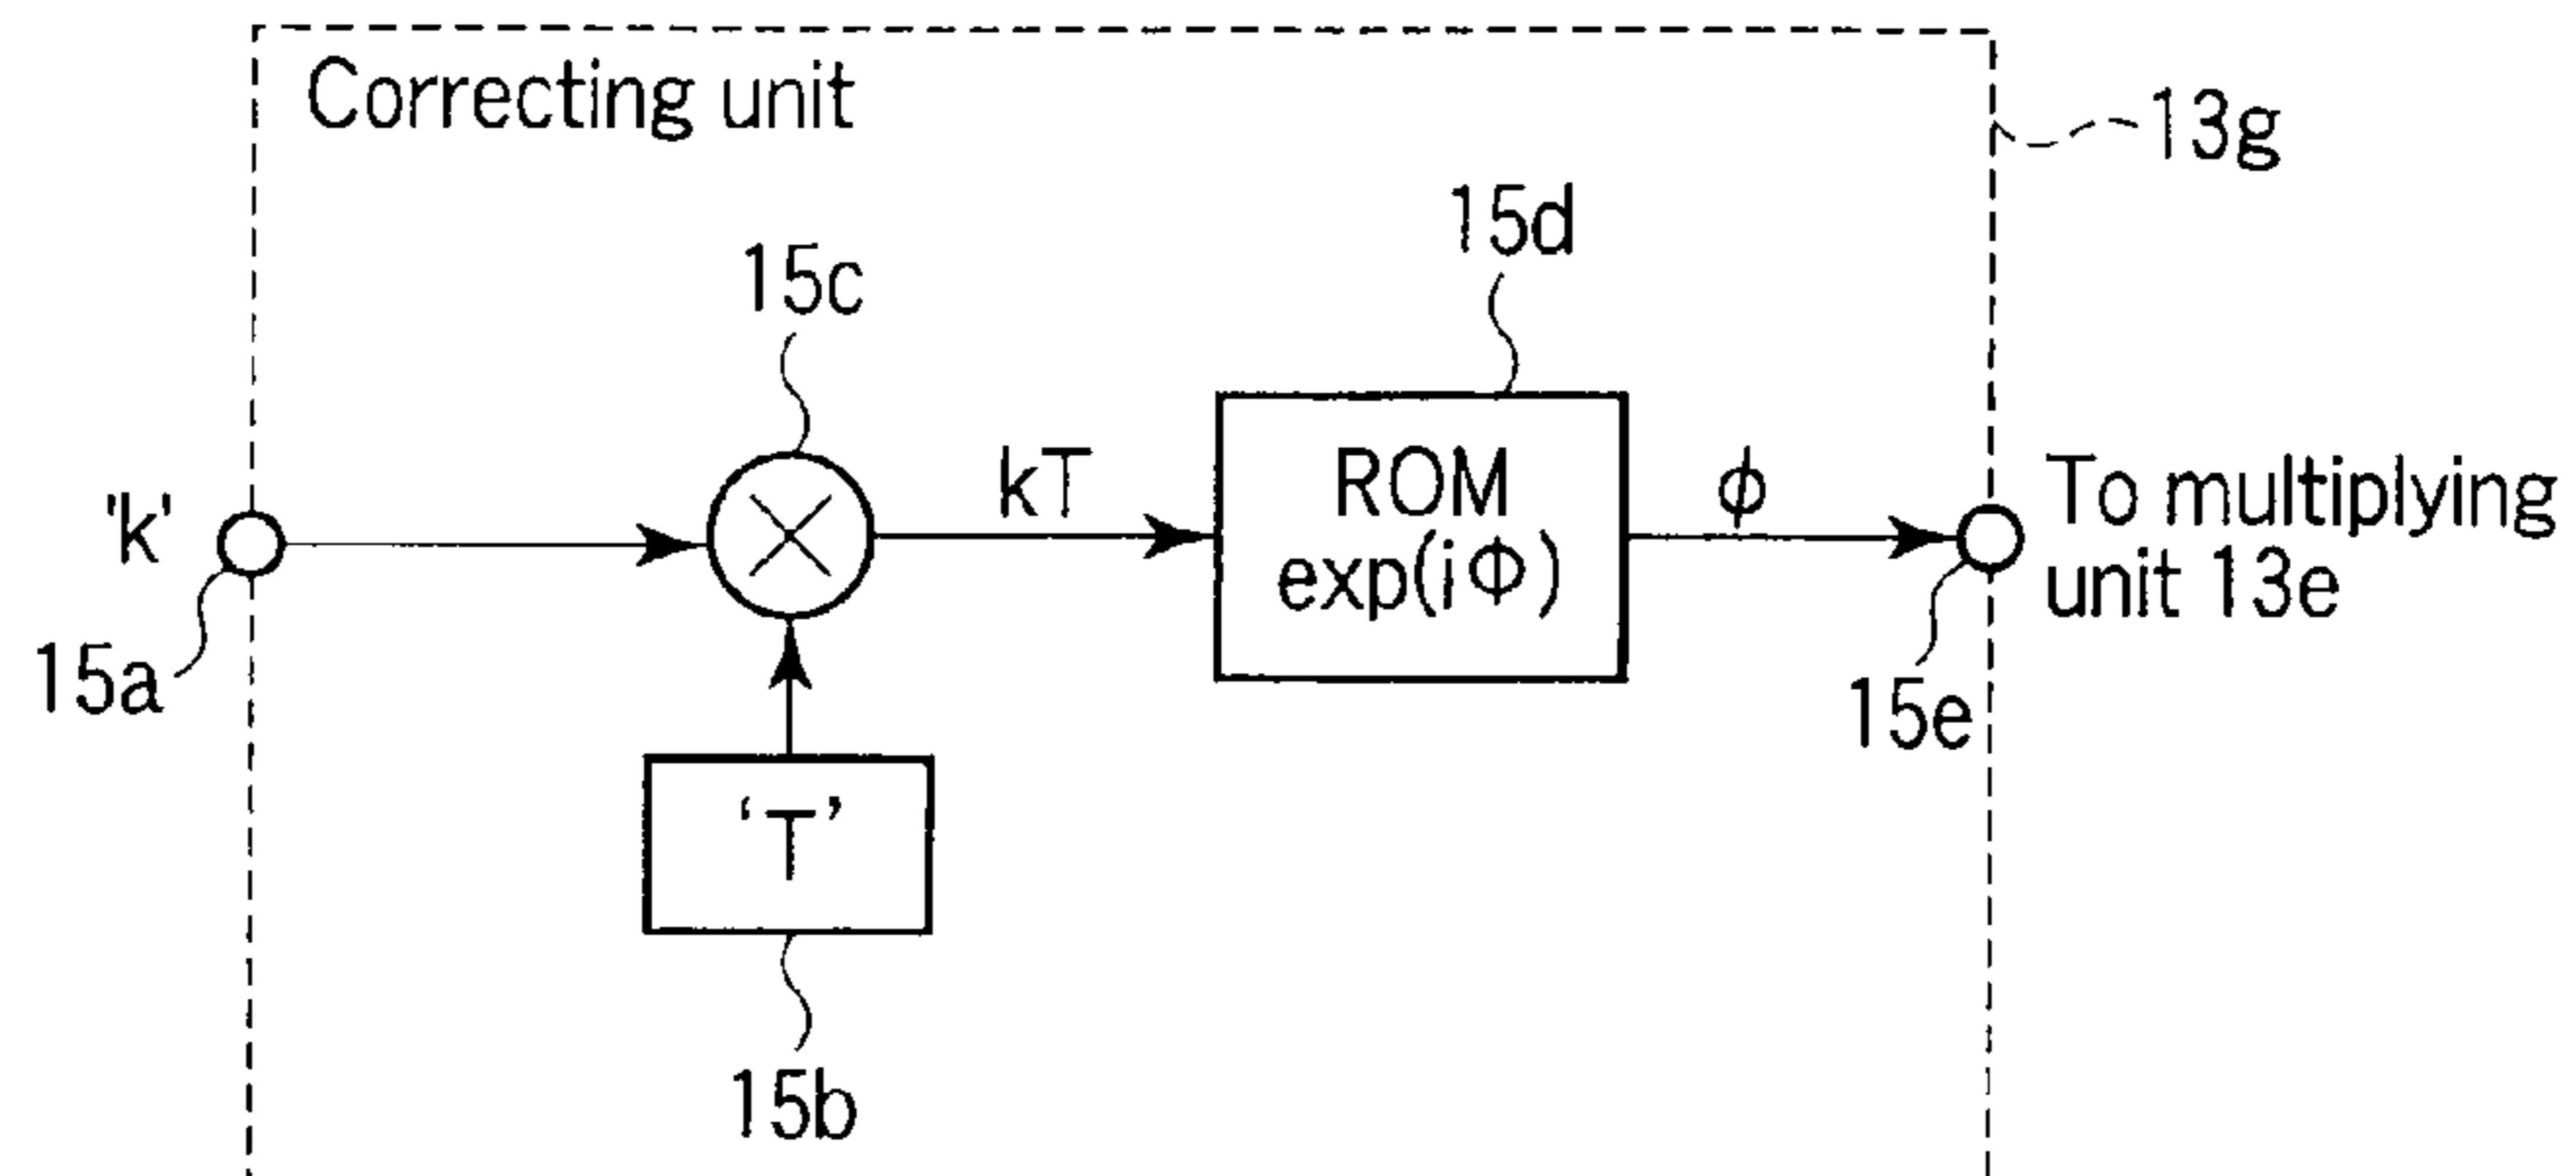 Correcting unit
13g
15d
15c
'k'
kT
ROM
exp(iΦ)
ϕ
To multiplying
unit 13e
15a
15e
‘T’
15b